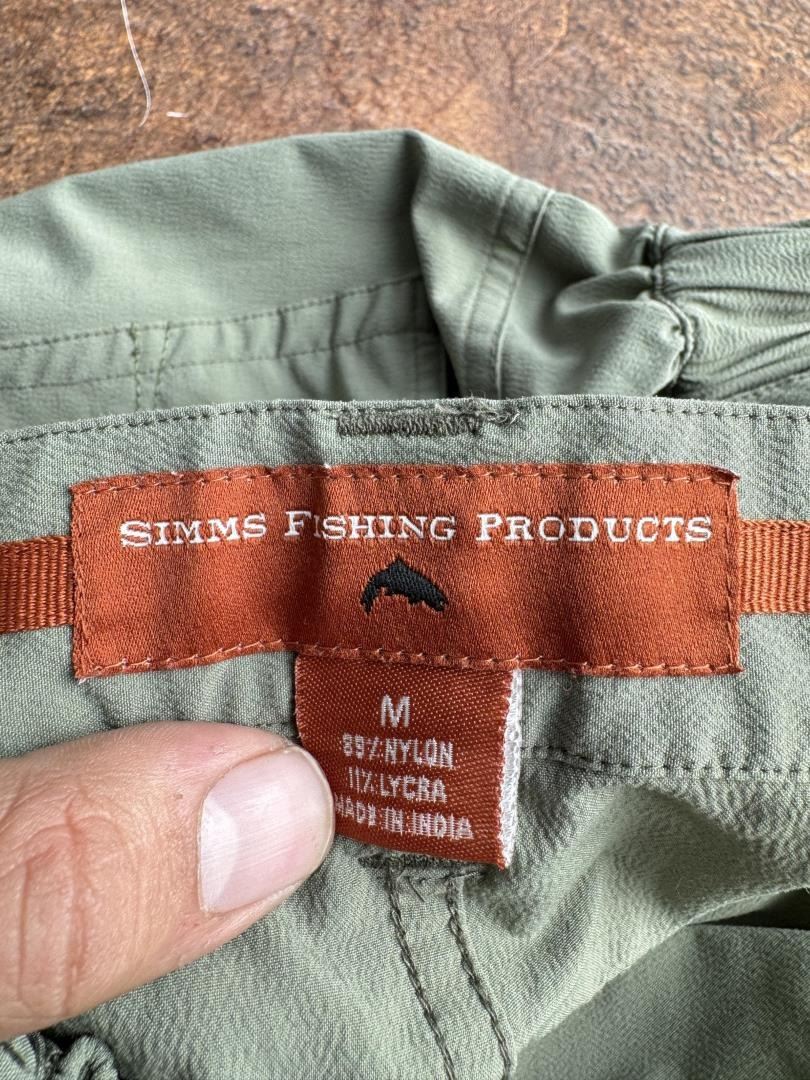 SIMMS FISHING PRODUCTS
M
89% NYLON
11% LYCRA
MADE IN INDIA